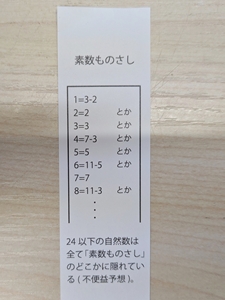 素数ものさし
1=3-2
2=2 とか
3=3 とか
4=7-3 とか
5=5 とか
6=11-5 とか
7=7
8=11-3 とか
・
・
・
24 以下の自然数は
全て「素数ものさし」
のどこかに隠れてい
る ( 不便益予想 )。